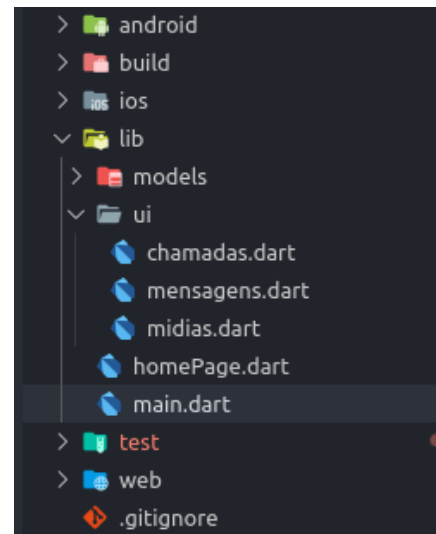 android
build
ios
lib
models
ui
chamadas.dart
mensagens.dart
midias.dart
homePage.dart
main.dart
test
web
.gitignore